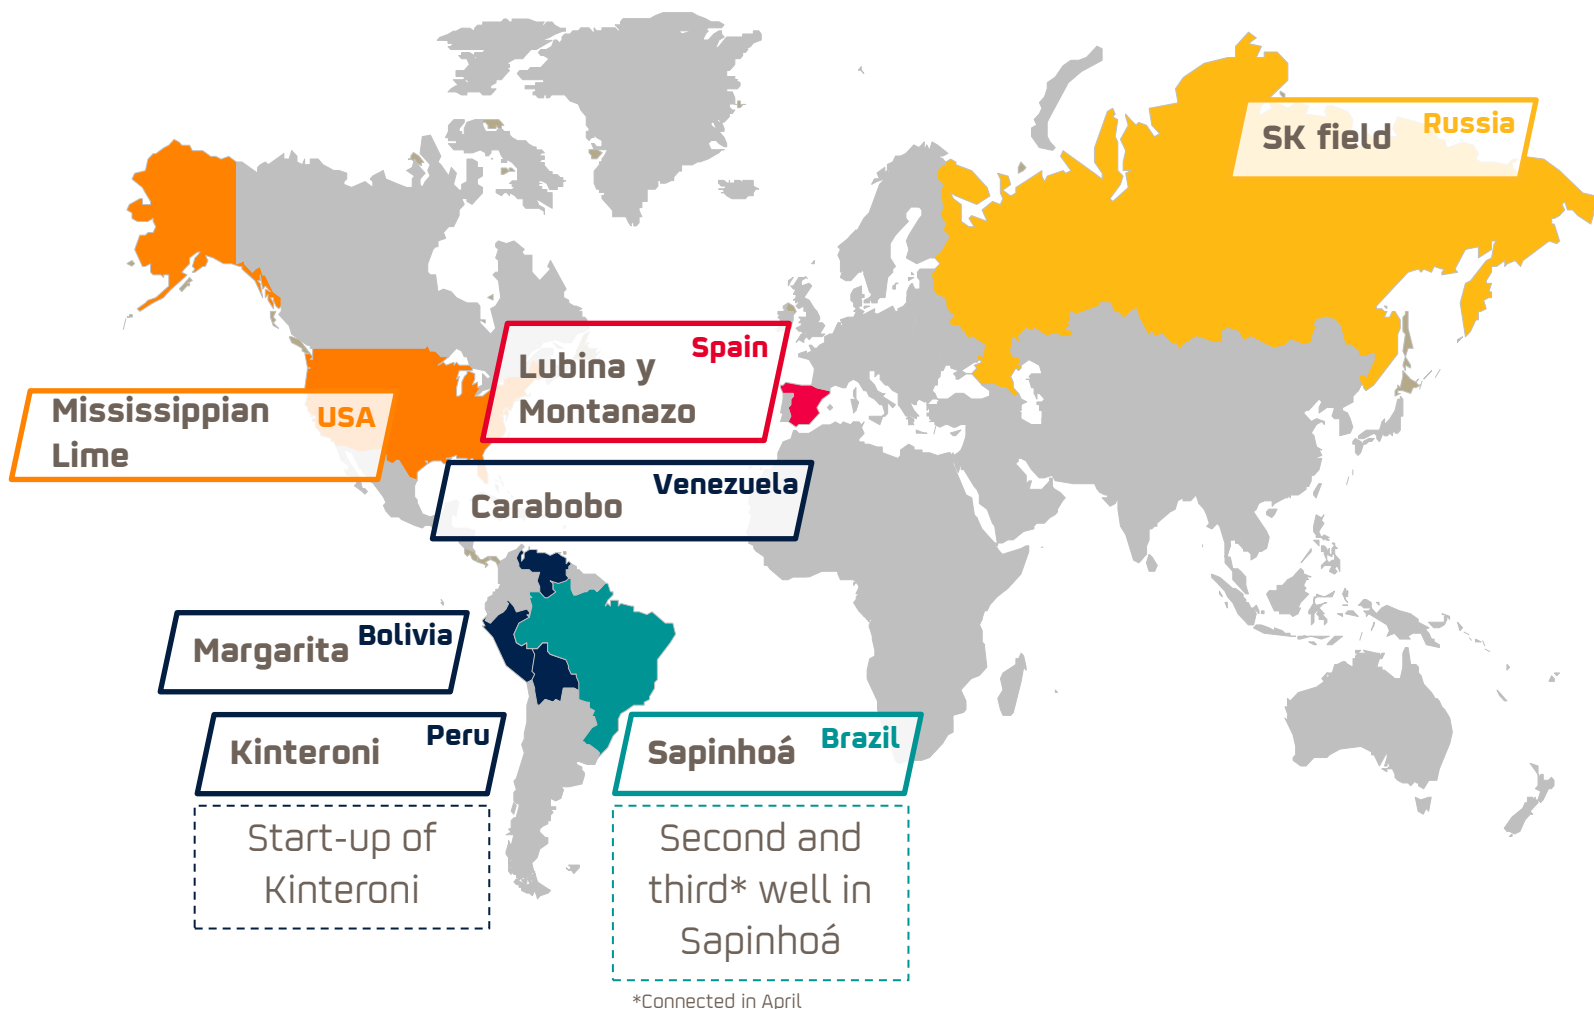 SK field
Russia
Spain
Lubina y
Montanazo
Mississippian
Lime
USA
Venezuela
Carabobo
Margarita
Bolivia
Kinteroni
Peru
Sapinhoá
Brazil
Start-up of
Kinteroni
Second and
third* well in
Sapinhoá
*Connected in April